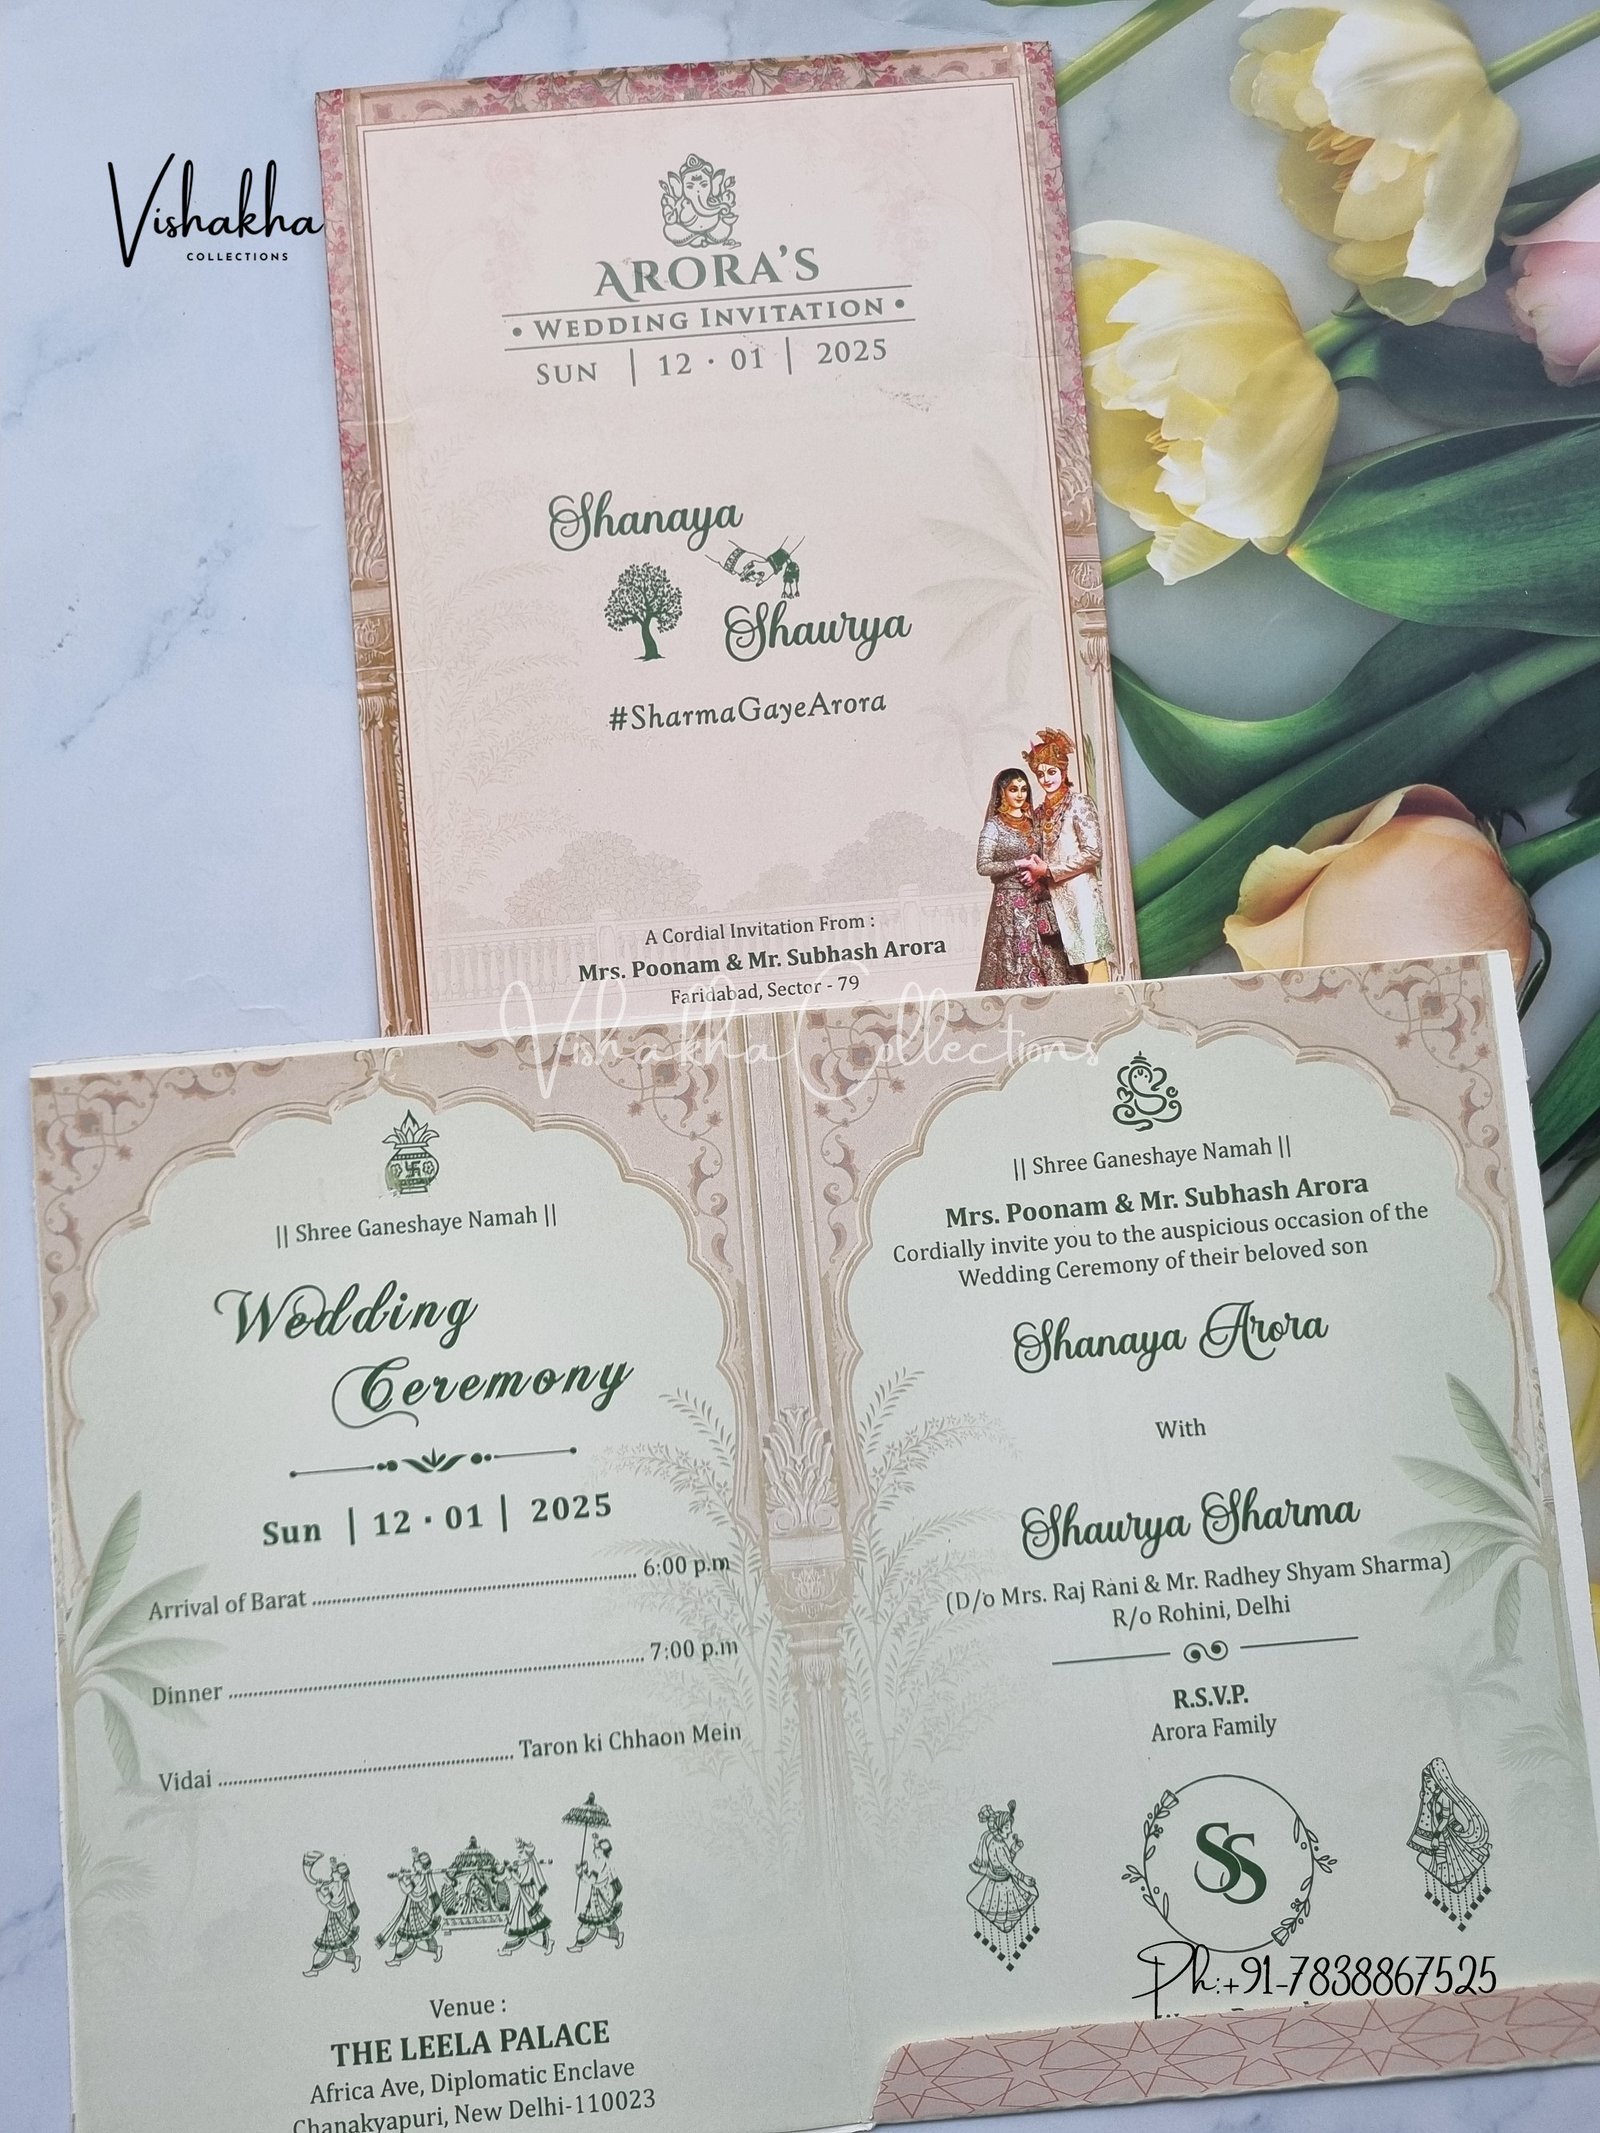 Vishakha
COLLECTIONS
ARORA'S
• WEDDING INVITATION •
SUN | 12 · 01 | 2025
Shanaya
Shaurya
#SharmaGayeArora
A Cordial Invitation From :
Mrs. Poonam & Mr. Subhash Arora
Faridabad, Sector - 79
Vishakha Collections
|| Shree Ganeshaye Namah ||
Wedding
Ceremony
Sun | 12 · 01 | 2025
Arrival of Barat ........ 6:00 p.m
Dinner ........ 7:00 p.m
Vidai ........ Taron ki Chhaon Mein
Venue :
THE LEELA PALACE
Africa Ave, Diplomatic Enclave
Chanakyapuri, New Delhi-110023
|| Shree Ganeshaye Namah ||
Mrs. Poonam & Mr. Subhash Arora
Cordially invite you to the auspicious occasion of the
Wedding Ceremony of their beloved son
Shanaya Arora
With
Shaurya Sharma
(D/o Mrs. Raj Rani & Mr. Radhey Shyam Sharma)
R/o Rohini, Delhi
R.S.V.P.
Arora Family
SS
Ph:+91-7838867525